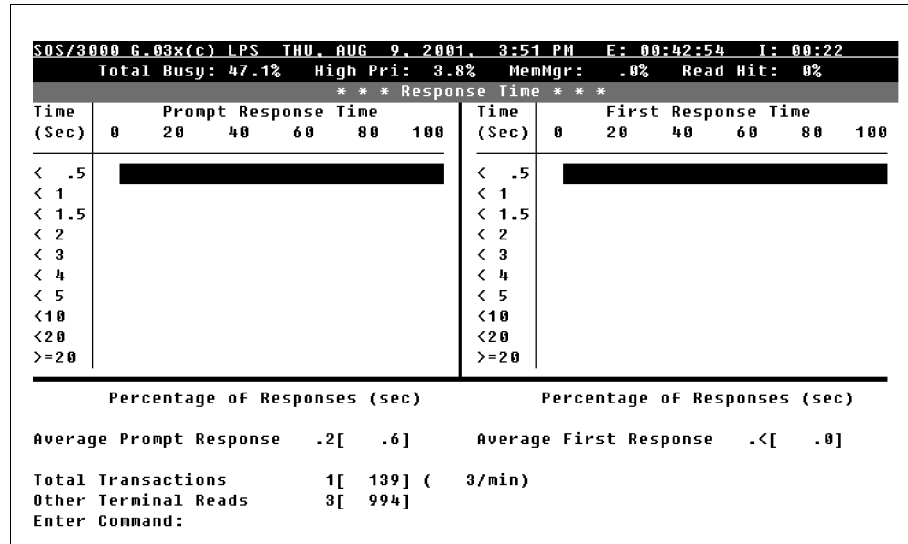 SOS/3000 G.03x(c) LPS THU, AUG 9, 2001, 3:51 PM E: 00:42:54 I: 00:22
Total Busy: 47.1% High Pri: 3.8% MemMgr: .0% Read Hit: 0%
* * * Response Time * * *
Time Prompt Response Time Time First Response Time
(Sec) 0 20 40 60 80 100 (Sec) 0 20 40 60 80 100
< .5 < .5
< 1 < 1
< 1.5 < 1.5
< 2 < 2
< 3 < 3
< 4 < 4
< 5 < 5
<10 <10
<20 <20
>=20 >=20
Percentage of Responses (sec) Percentage of Responses (sec)
Average Prompt Response .2[ .6] Average First Response .<[ .0]
Total Transactions 1[ 139] ( 3/min)
Other Terminal Reads 3[ 994]
Enter Command: